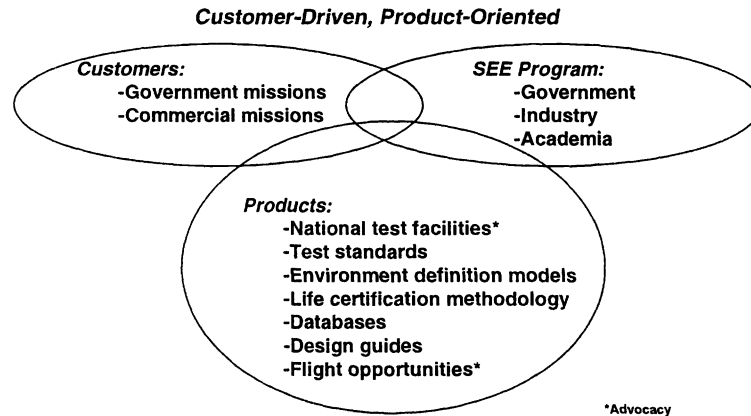 Customer-Driven, Product-Oriented
Customers:
-Government missions
-Commercial missions
SEE Program:
-Government
-Industry
-Academia
Products:
-National test facilities*
-Test standards
-Environment definition models
-Life certification methodology
-Databases
-Design guides
-Flight opportunities*
*Advocacy